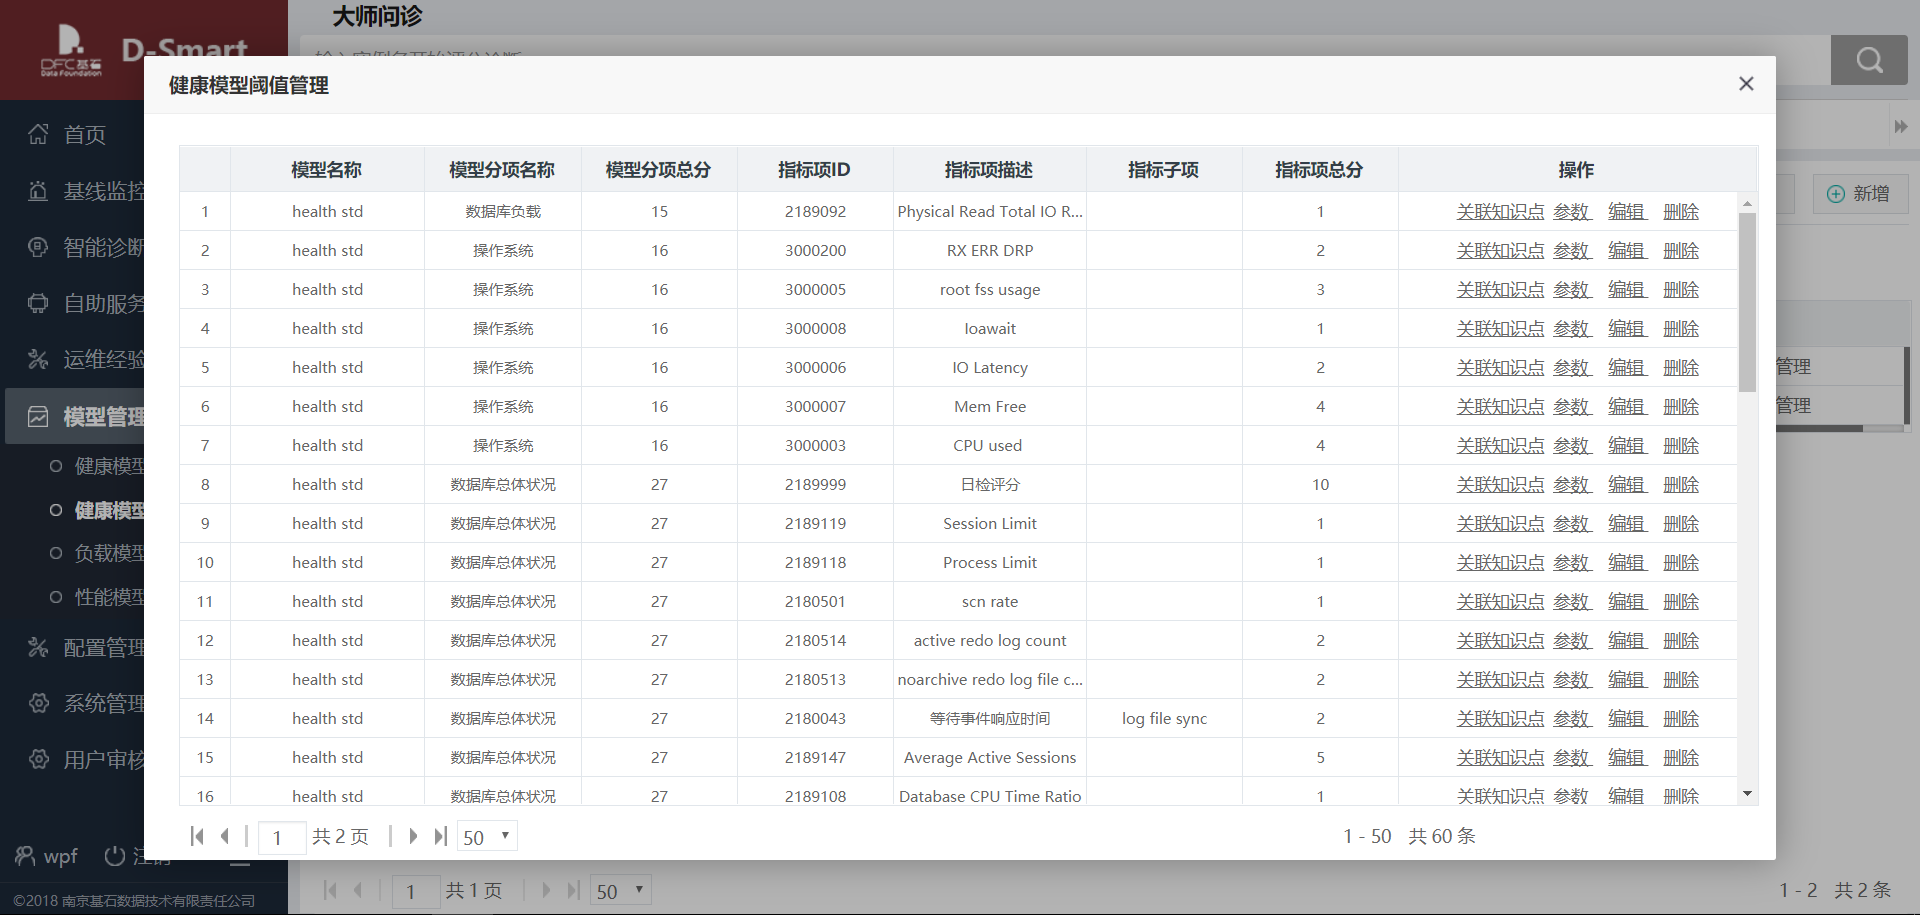 大师问诊
DFC基石
Data Foundation
D-Smart
健康模型阈值管理
首页
基线监控
智能诊断
自助服务
运维经验
模型管理
健康模型
健康模型
负载模型
性能模型
配置管理
系统管理
用户审核
wpf
©2018 南京基石数据技术有限责任公司
新增
管理
管理
模型名称 模型分项名称 模型分项总分 指标项ID 指标项描述 指标子项 指标项总分 操作
1 health std 数据库负载 15 2189092 Physical Read Total IO R... 1 关联知识点 参数 编辑 删除
2 health std 操作系统 16 3000200 RX ERR DRP 2 关联知识点 参数 编辑 删除
3 health std 操作系统 16 3000005 root fss usage 3 关联知识点 参数 编辑 删除
4 health std 操作系统 16 3000008 Ioawait 1 关联知识点 参数 编辑 删除
5 health std 操作系统 16 3000006 IO Latency 2 关联知识点 参数 编辑 删除
6 health std 操作系统 16 3000007 Mem Free 4 关联知识点 参数 编辑 删除
7 health std 操作系统 16 3000003 CPU used 4 关联知识点 参数 编辑 删除
8 health std 数据库总体状况 27 2189999 日检评分 10 关联知识点 参数 编辑 删除
9 health std 数据库总体状况 27 2189119 Session Limit 1 关联知识点 参数 编辑 删除
10 health std 数据库总体状况 27 2189118 Process Limit 1 关联知识点 参数 编辑 删除
11 health std 数据库总体状况 27 2180501 scn rate 1 关联知识点 参数 编辑 删除
12 health std 数据库总体状况 27 2180514 active redo log count 2 关联知识点 参数 编辑 删除
13 health std 数据库总体状况 27 2180513 noarchive redo log file c... 2 关联知识点 参数 编辑 删除
14 health std 数据库总体状况 27 2180043 等待事件响应时间 log file sync 2 关联知识点 参数 编辑 删除
15 health std 数据库总体状况 27 2189147 Average Active Sessions 5 关联知识点 参数 编辑 删除
16 health std 数据库总体状况 27 2189108 Database CPU Time Ratio 1 关联知识点 参数 编辑 删除
1 共 2 页 50 1 - 50 共 60 条
1 共 1 页 50 1 - 2 共 2 条